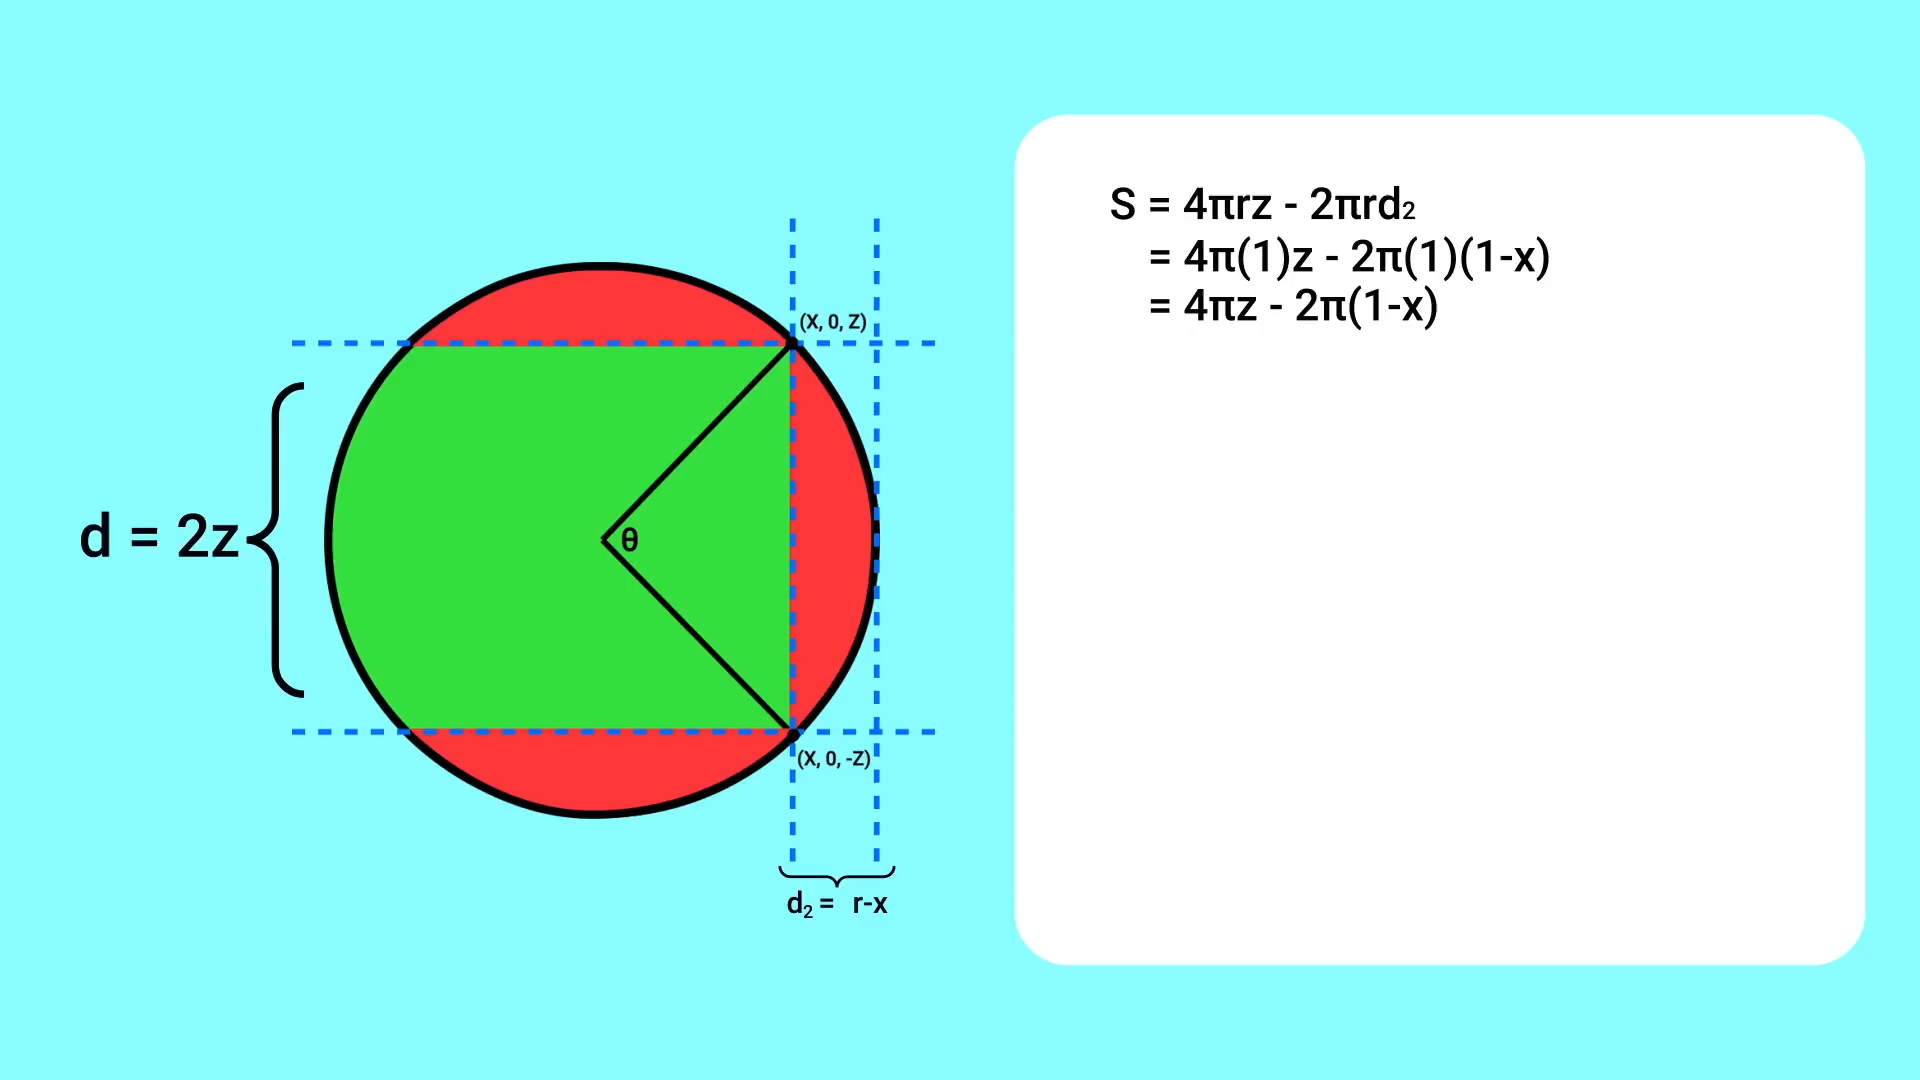 S = 4πrz - 2πrd₂
= 4π(1)z - 2π(1)(1-x)
= 4πz - 2π(1-x)
(X, 0, Z)
d = 2z
θ
(X, 0, -Z)
d₂ = r-x